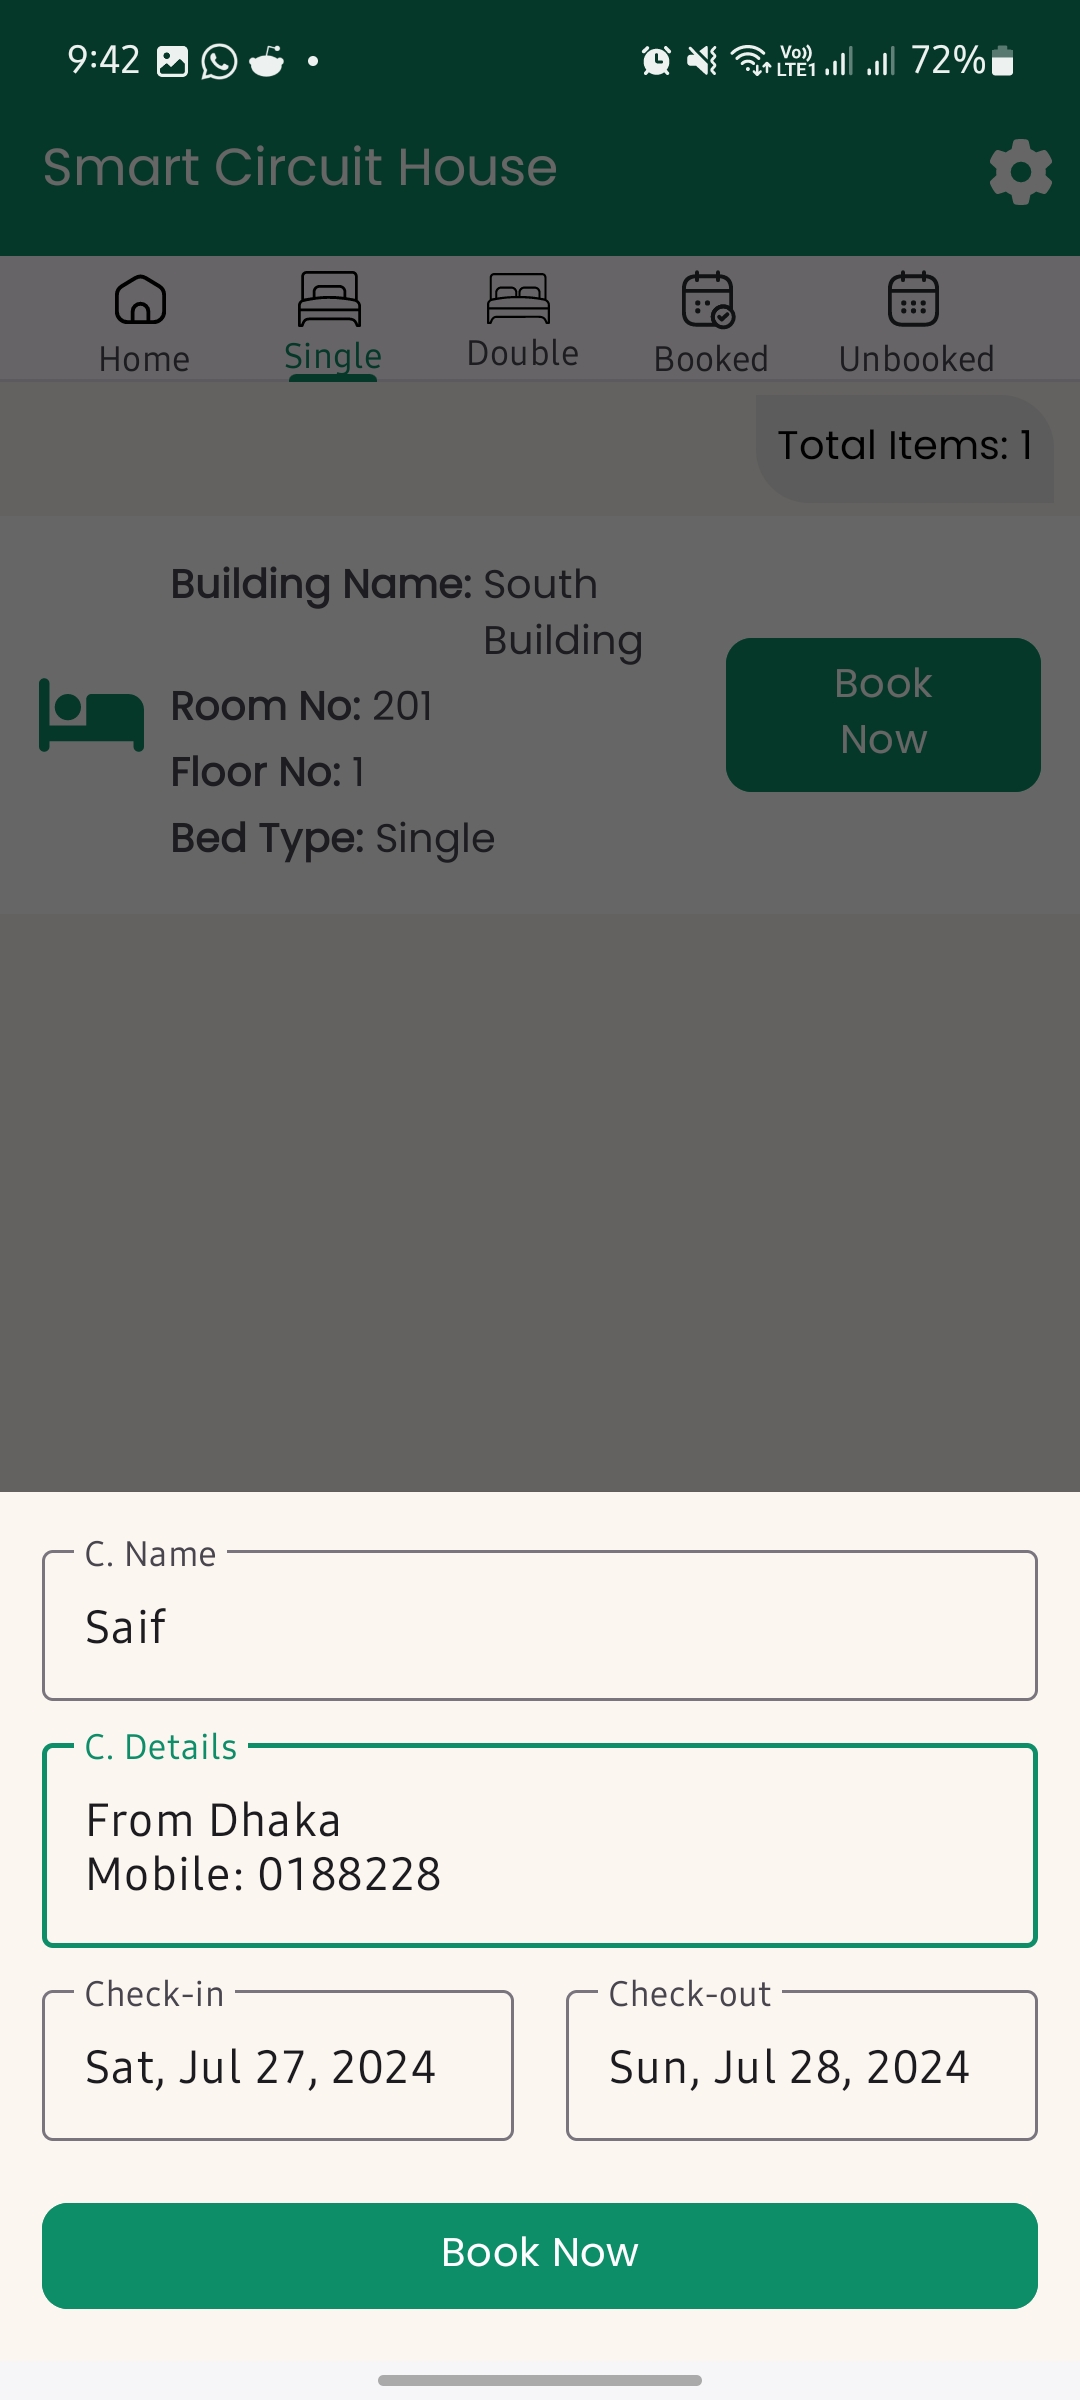 9:42 Vo)) LTE1 72%
Smart Circuit House
Home Single Double Booked Unbooked
Total Items: 1
Building Name: South
Building
Room No: 201
Floor No: 1
Bed Type: Single
Book
Now
C. Name
Saif
C. Details
From Dhaka
Mobile: 0188228
Check-in Check-out
Sat, Jul 27, 2024 Sun, Jul 28, 2024
Book Now